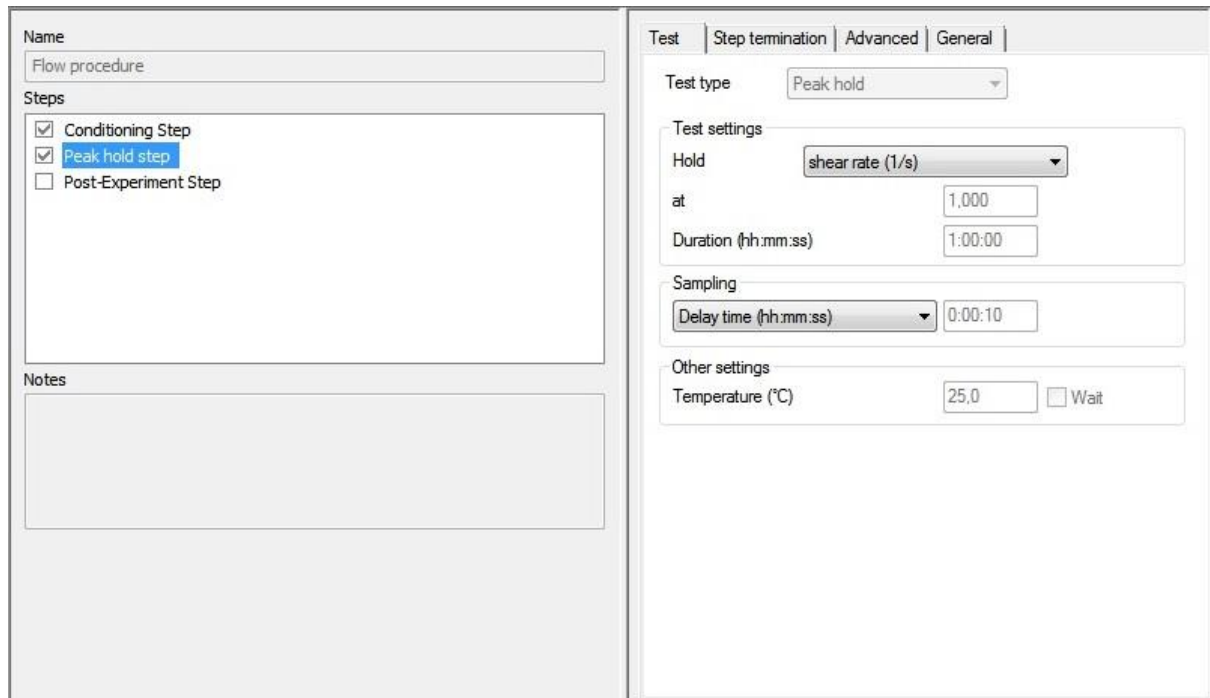 Name
Flow procedure
Steps
Conditioning Step
Peak hold step
Post-Experiment Step
Notes
Test Step termination Advanced General
Test type Peak hold
Test settings
Hold shear rate (1/s)
at 1,000
Duration (hh:mm:ss) 1:00:00
Sampling
Delay time (hh:mm:ss) 0:00:10
Other settings
Temperature (°C) 25,0 Wait